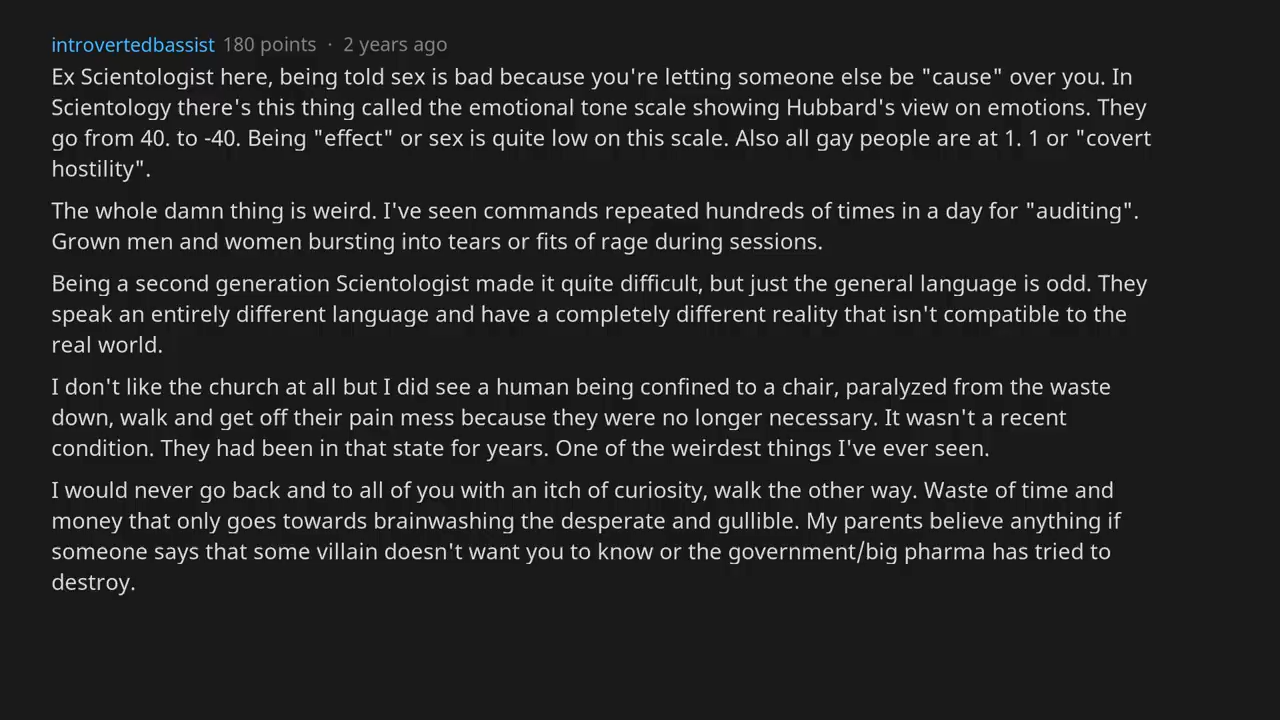 introvertedbassist 180 points · 2 years ago
Ex Scientologist here, being told sex is bad because you're letting someone else be "cause" over you. In
Scientology there's this thing called the emotional tone scale showing Hubbard's view on emotions. They
go from 40. to -40. Being "effect" or sex is quite low on this scale. Also all gay people are at 1. 1 or "covert
hostility".
The whole damn thing is weird. I've seen commands repeated hundreds of times in a day for "auditing".
Grown men and women bursting into tears or fits of rage during sessions.
Being a second generation Scientologist made it quite difficult, but just the general language is odd. They
speak an entirely different language and have a completely different reality that isn't compatible to the
real world.
I don't like the church at all but I did see a human being confined to a chair, paralyzed from the waste
down, walk and get off their pain mess because they were no longer necessary. It wasn't a recent
condition. They had been in that state for years. One of the weirdest things I've ever seen.
I would never go back and to all of you with an itch of curiosity, walk the other way. Waste of time and
money that only goes towards brainwashing the desperate and gullible. My parents believe anything if
someone says that some villain doesn't want you to know or the government/big pharma has tried to
destroy.